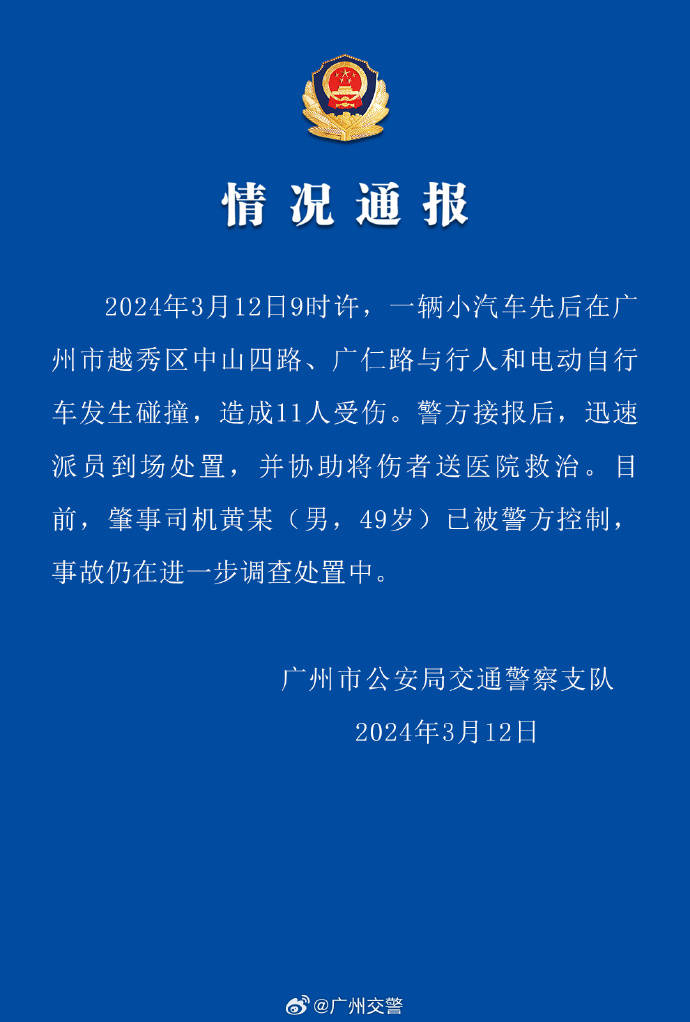 情况通报
2024年3月12日9时许，一辆小汽车先后在广
州市越秀区中山四路、广仁路与行人和电动自行
车发生碰撞，造成11人受伤。警方接报后，迅速
派员到场处置，并协助将伤者送医院救治。目
前，肇事司机黄某（男，49岁）已被警方控制，
事故仍在进一步调查处置中。
广州市公安局交通警察支队
2024年3月12日
@广州交警